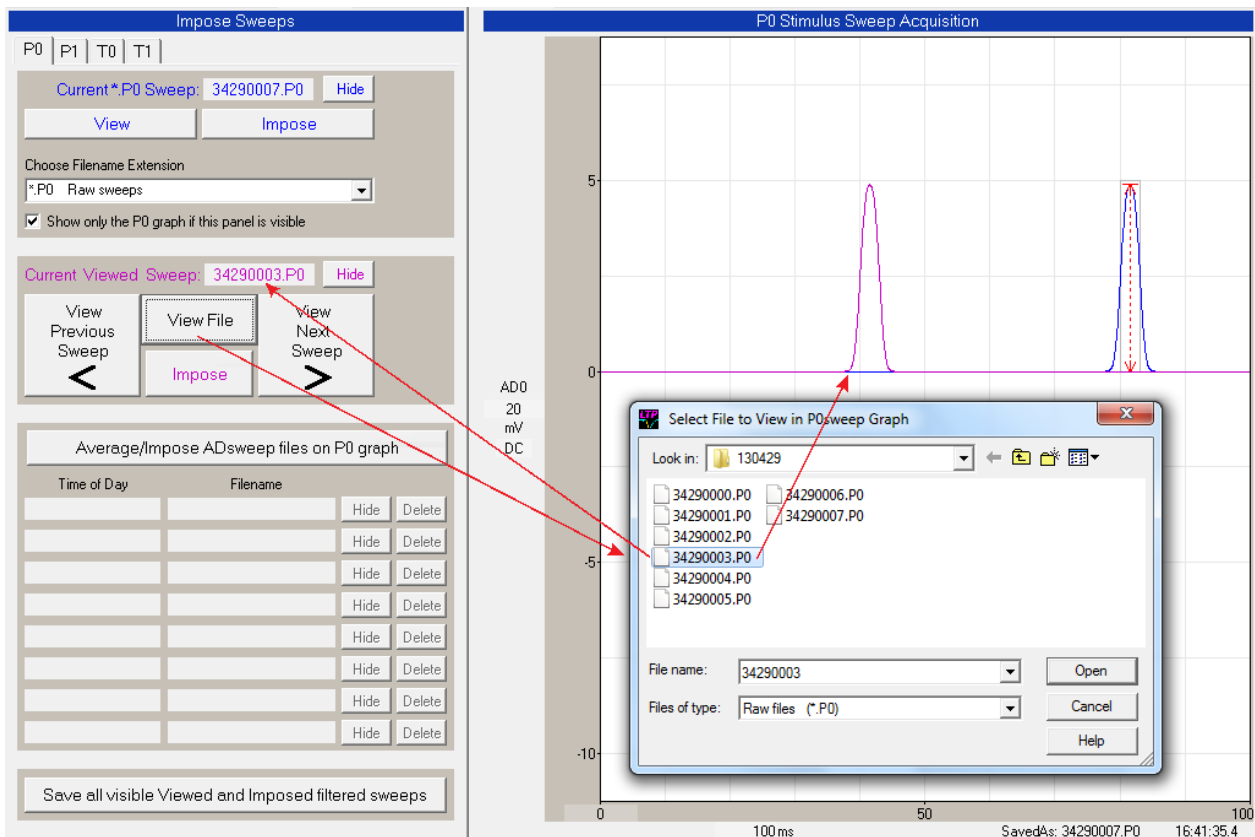 Impose Sweeps
P0 P1 T0 T1
Current *.P0 Sweep: 34290007.P0 Hide
View Impose
Choose Filename Extension
*.P0 Raw sweeps
Show only the P0 graph if this panel is visible
Current Viewed Sweep: 34290003.P0 Hide
View
Previous
Sweep
<
View File
Impose
View
Next
Sweep
>
Average/Impose ADsweep files on P0 graph
Time of Day Filename
Hide Delete
Hide Delete
Hide Delete
Hide Delete
Hide Delete
Hide Delete
Hide Delete
Hide Delete
Save all visible Viewed and Imposed filtered sweeps
P0 Stimulus Sweep Acquisition
5
0
-5
-10
AD0
20
mV
DC
0 50 100
100 ms SavedAs: 34290007.P0 16:41:35.4
LTP Select File to View in P0sweep Graph x
Look in: 130429
34290000.P0 34290006.P0
34290001.P0 34290007.P0
34290002.P0
34290003.P0
34290004.P0
34290005.P0
File name: 34290003 Open
Files of type: Raw files (*.P0) Cancel
Help